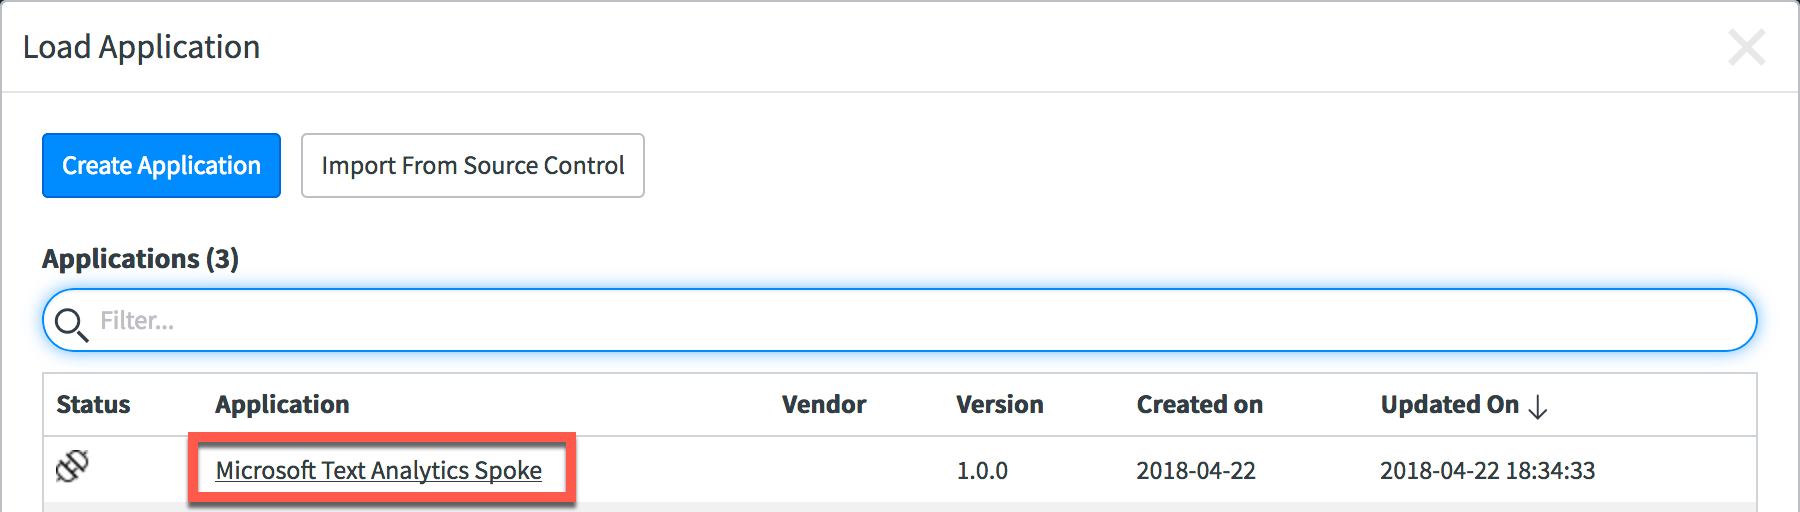 Load Application
Create Application Import From Source Control
Applications (3)
Filter...
Status Application Vendor Version Created on Updated On
Microsoft Text Analytics Spoke 1.0.0 2018-04-22 2018-04-22 18:34:33